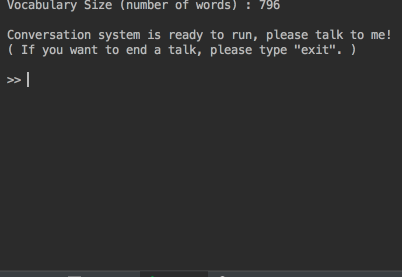 Vocabulary Size (number of words) : 796
Conversation system is ready to run, please talk to me!
( If you want to end a talk, please type "exit". )
>>